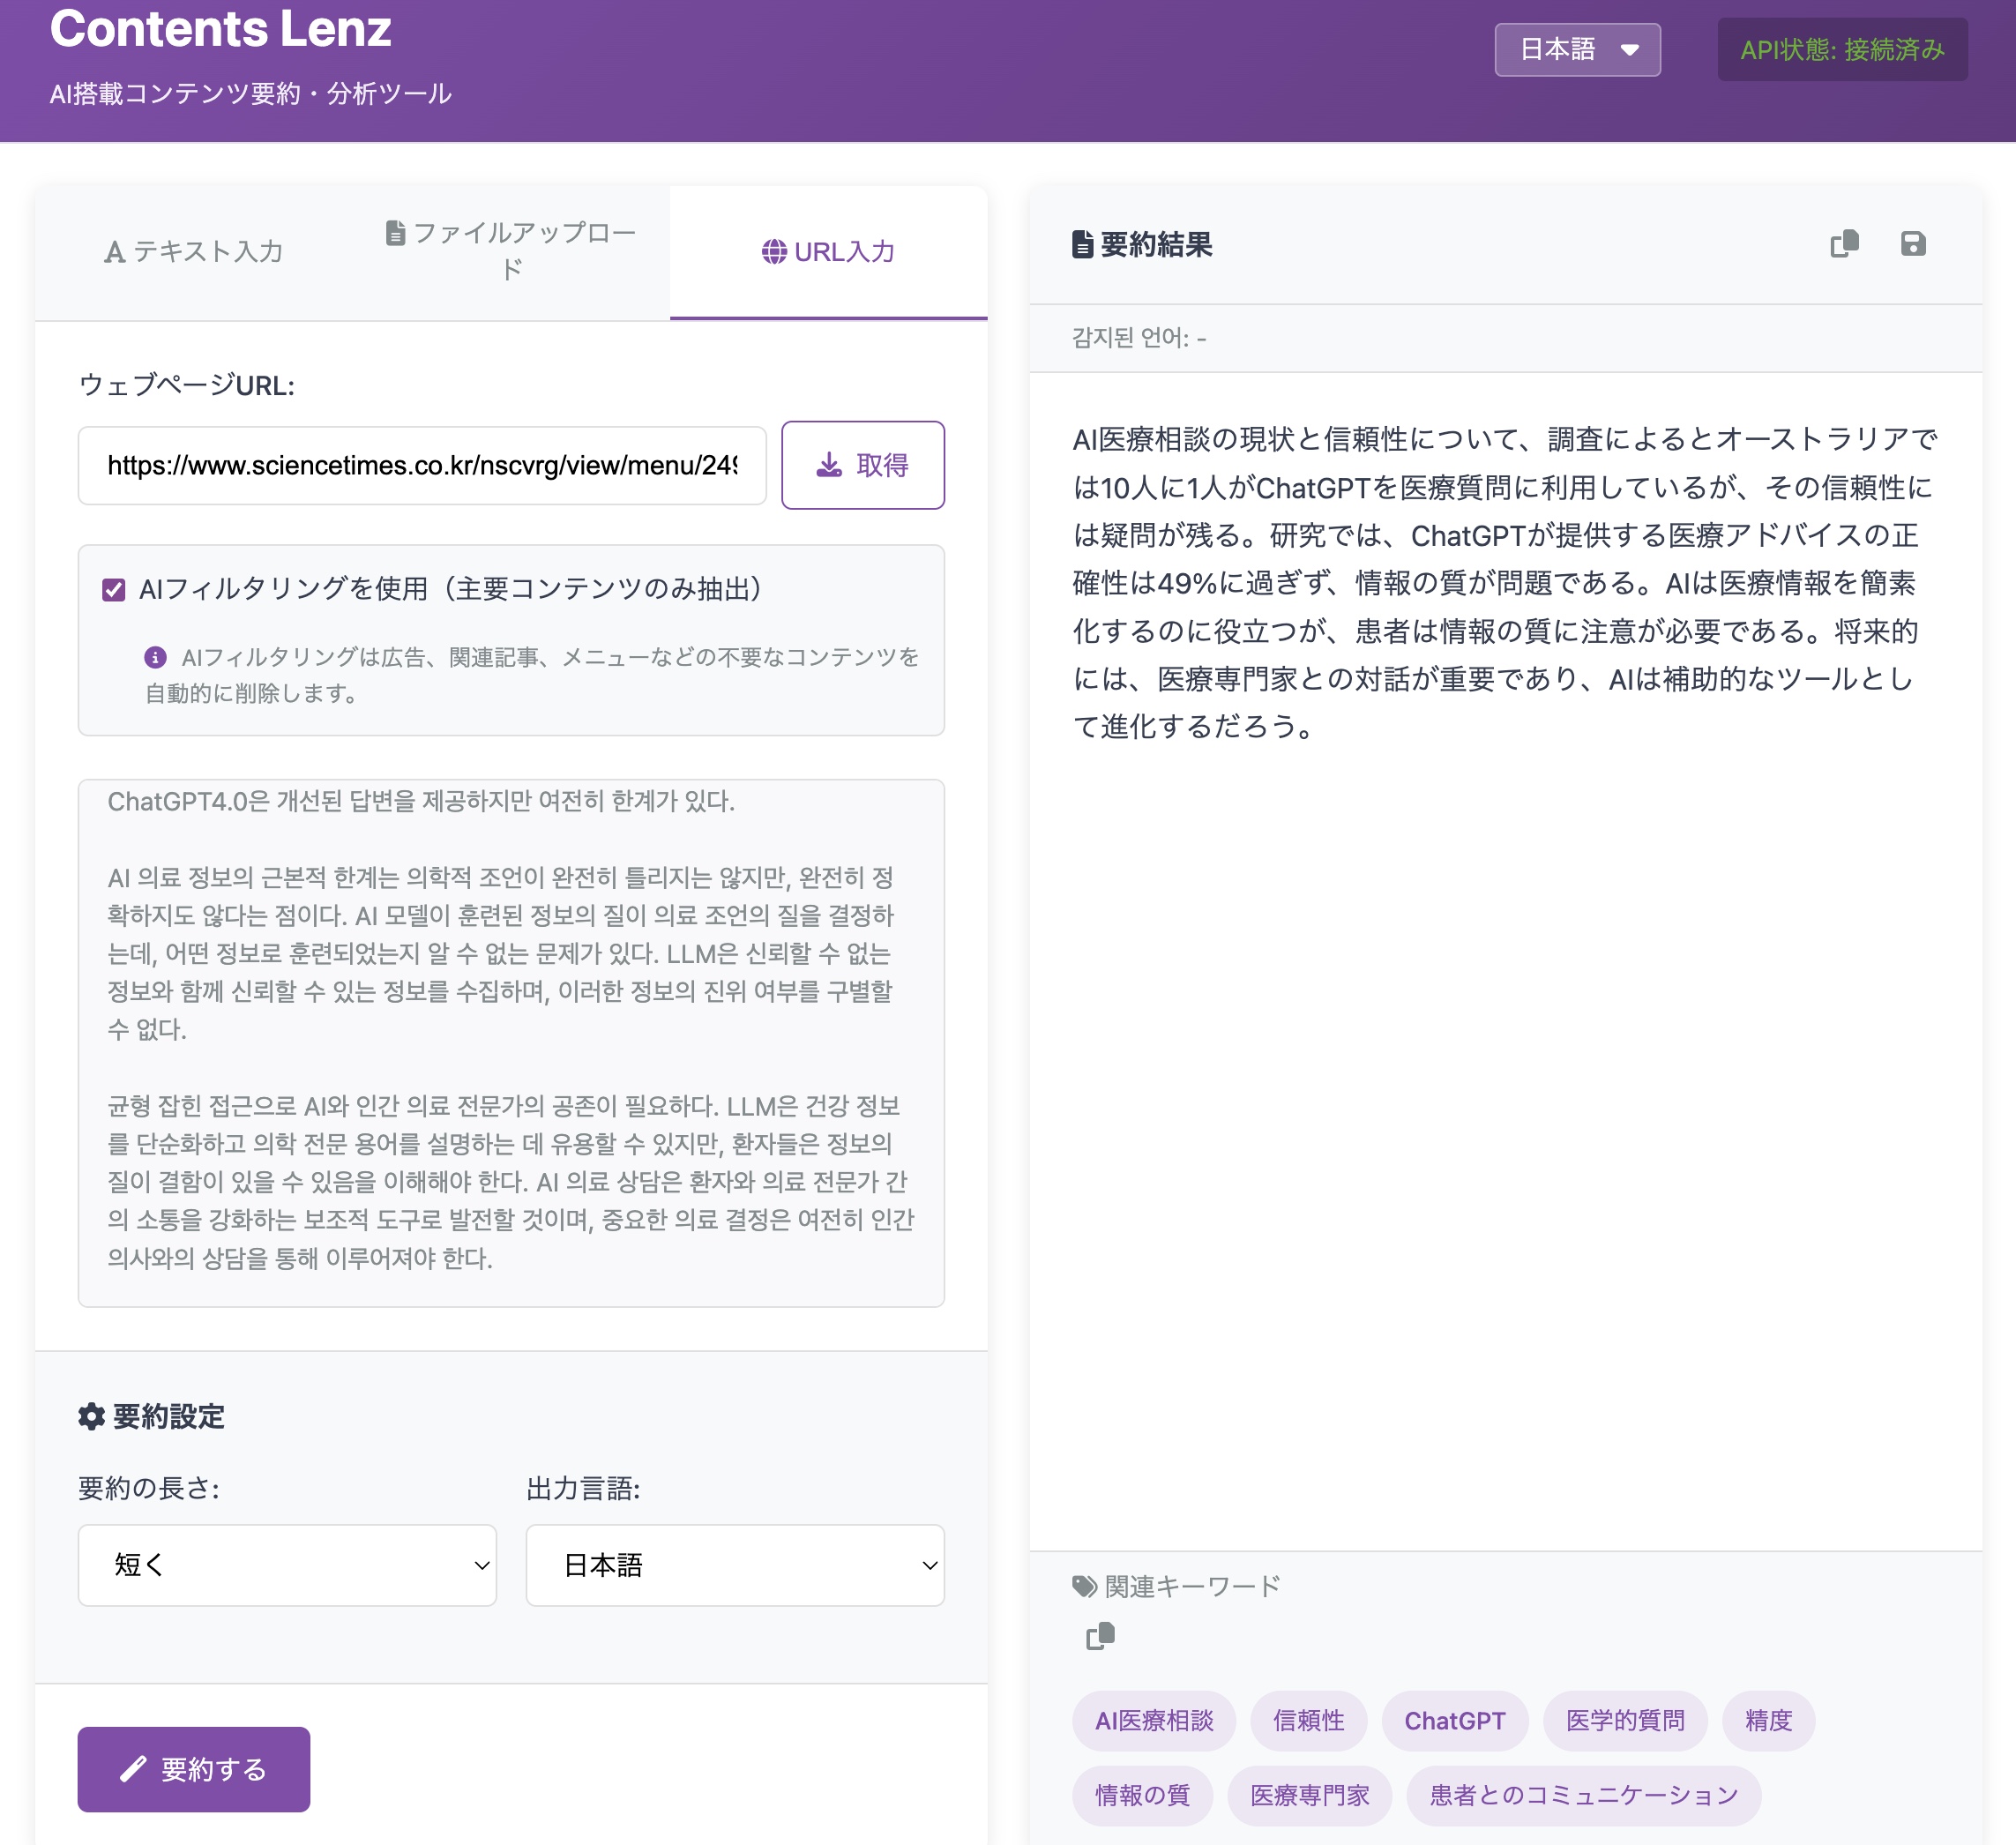 Contents Lenz
AI搭載コンテンツ要約・分析ツール
日本語
API状態: 接続済み
テキスト入力
ファイルアップロー
ド
URL入力
ウェブページURL:
https://www.sciencetimes.co.kr/nscvrg/view/menu/249
取得
AIフィルタリングを使用（主要コンテンツのみ抽出）
AIフィルタリングは広告、関連記事、メニューなどの不要なコンテンツを
自動的に削除します。
ChatGPT4.0은 개선된 답변을 제공하지만 여전히 한계가 있다.
AI 의료 정보의 근본적 한계는 의학적 조언이 완전히 틀리지는 않지만, 완전히 정
확하지도 않다는 점이다. AI 모델이 훈련된 정보의 질이 의료 조언의 질을 결정하
는데, 어떤 정보로 훈련되었는지 알 수 없는 문제가 있다. LLM은 신뢰할 수 없는
정보와 함께 신뢰할 수 있는 정보를 수집하며, 이러한 정보의 진위 여부를 구별할
수 없다.
균형 잡힌 접근으로 AI와 인간 의료 전문가의 공존이 필요하다. LLM은 건강 정보
를 단순화하고 의학 전문 용어를 설명하는 데 유용할 수 있지만, 환자들은 정보의
질이 결함이 있을 수 있음을 이해해야 한다. AI 의료 상담은 환자와 의료 전문가 간
의 소통을 강화하는 보조적 도구로 발전할 것이며, 중요한 의료 결정은 여전히 인간
의사와의 상담을 통해 이루어져야 한다.
要約設定
要約の長さ:
出力言語:
短く
日本語
要約する
要約結果
감지된 언어: -
AI医療相談の現状と信頼性について、調査によるとオーストラリアで
は10人に1人がChatGPTを医療質問に利用しているが、その信頼性に
は疑問が残る。研究では、ChatGPTが提供する医療アドバイスの正
確性は49%に過ぎず、情報の質が問題である。AIは医療情報を簡素
化するのに役立つが、患者は情報の質に注意が必要である。将来的
には、医療専門家との対話が重要であり、AIは補助的なツールとし
て進化するだろう。
関連キーワード
AI医療相談
信頼性
ChatGPT
医学的質問
精度
情報の質
医療専門家
患者とのコミュニケーション